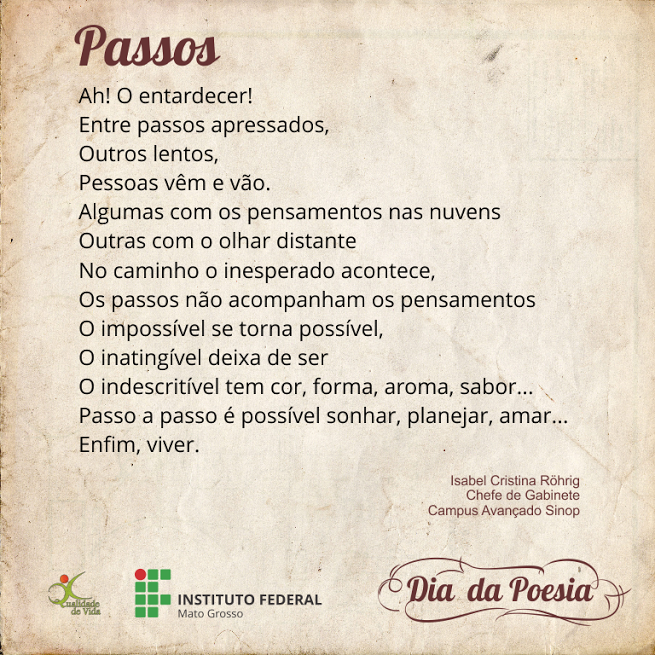 Passos
Ah! O entardecer!
Entre passos apressados,
Outros lentos,
Pessoas vêm e vão.
Algumas com os pensamentos nas nuvens
Outras com o olhar distante
No caminho o inesperado acontece,
Os passos não acompanham os pensamentos
O impossível se torna possível,
O inatingível deixa de ser
O indescritível tem cor, forma, aroma, sabor...
Passo a passo é possível sonhar, planejar, amar...
Enfim, viver.
Isabel Cristina Röhrig
Chefe de Gabinete
Campus Avançado Sinop
Qualidade
de Vida
INSTITUTO FEDERAL
Mato Grosso
Dia da Poesia